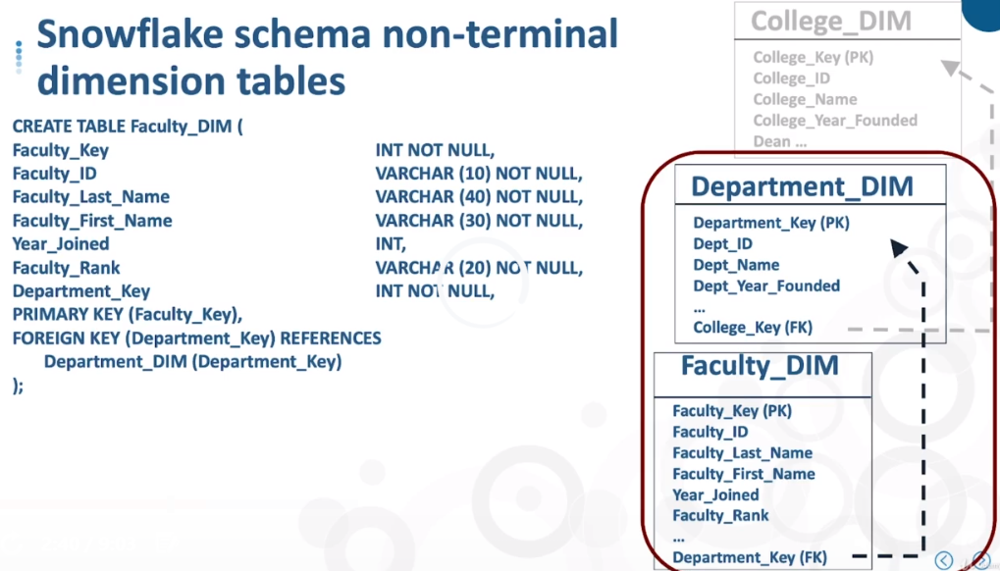 Snowflake schema non-terminal
dimension tables
CREATE TABLE Faculty_DIM (
Faculty_Key INT NOT NULL,
Faculty_ID VARCHAR (10) NOT NULL,
Faculty_Last_Name VARCHAR (40) NOT NULL,
Faculty_First_Name VARCHAR (30) NOT NULL,
Year_Joined INT,
Faculty_Rank VARCHAR (20) NOT NULL,
Department_Key INT NOT NULL,
PRIMARY KEY (Faculty_Key),
FOREIGN KEY (Department_Key) REFERENCES
Department_DIM (Department_Key)
);
College_DIM
College_Key (PK)
College_ID
College_Name
College_Year_Founded
Dean ...
Department_DIM
Department_Key (PK)
Dept_ID
Dept_Name
Dept_Year_Founded
...
College_Key (FK)
Faculty_DIM
Faculty_Key (PK)
Faculty_ID
Faculty_Last_Name
Faculty_First_Name
Year_Joined
Faculty_Rank
...
Department_Key (FK)